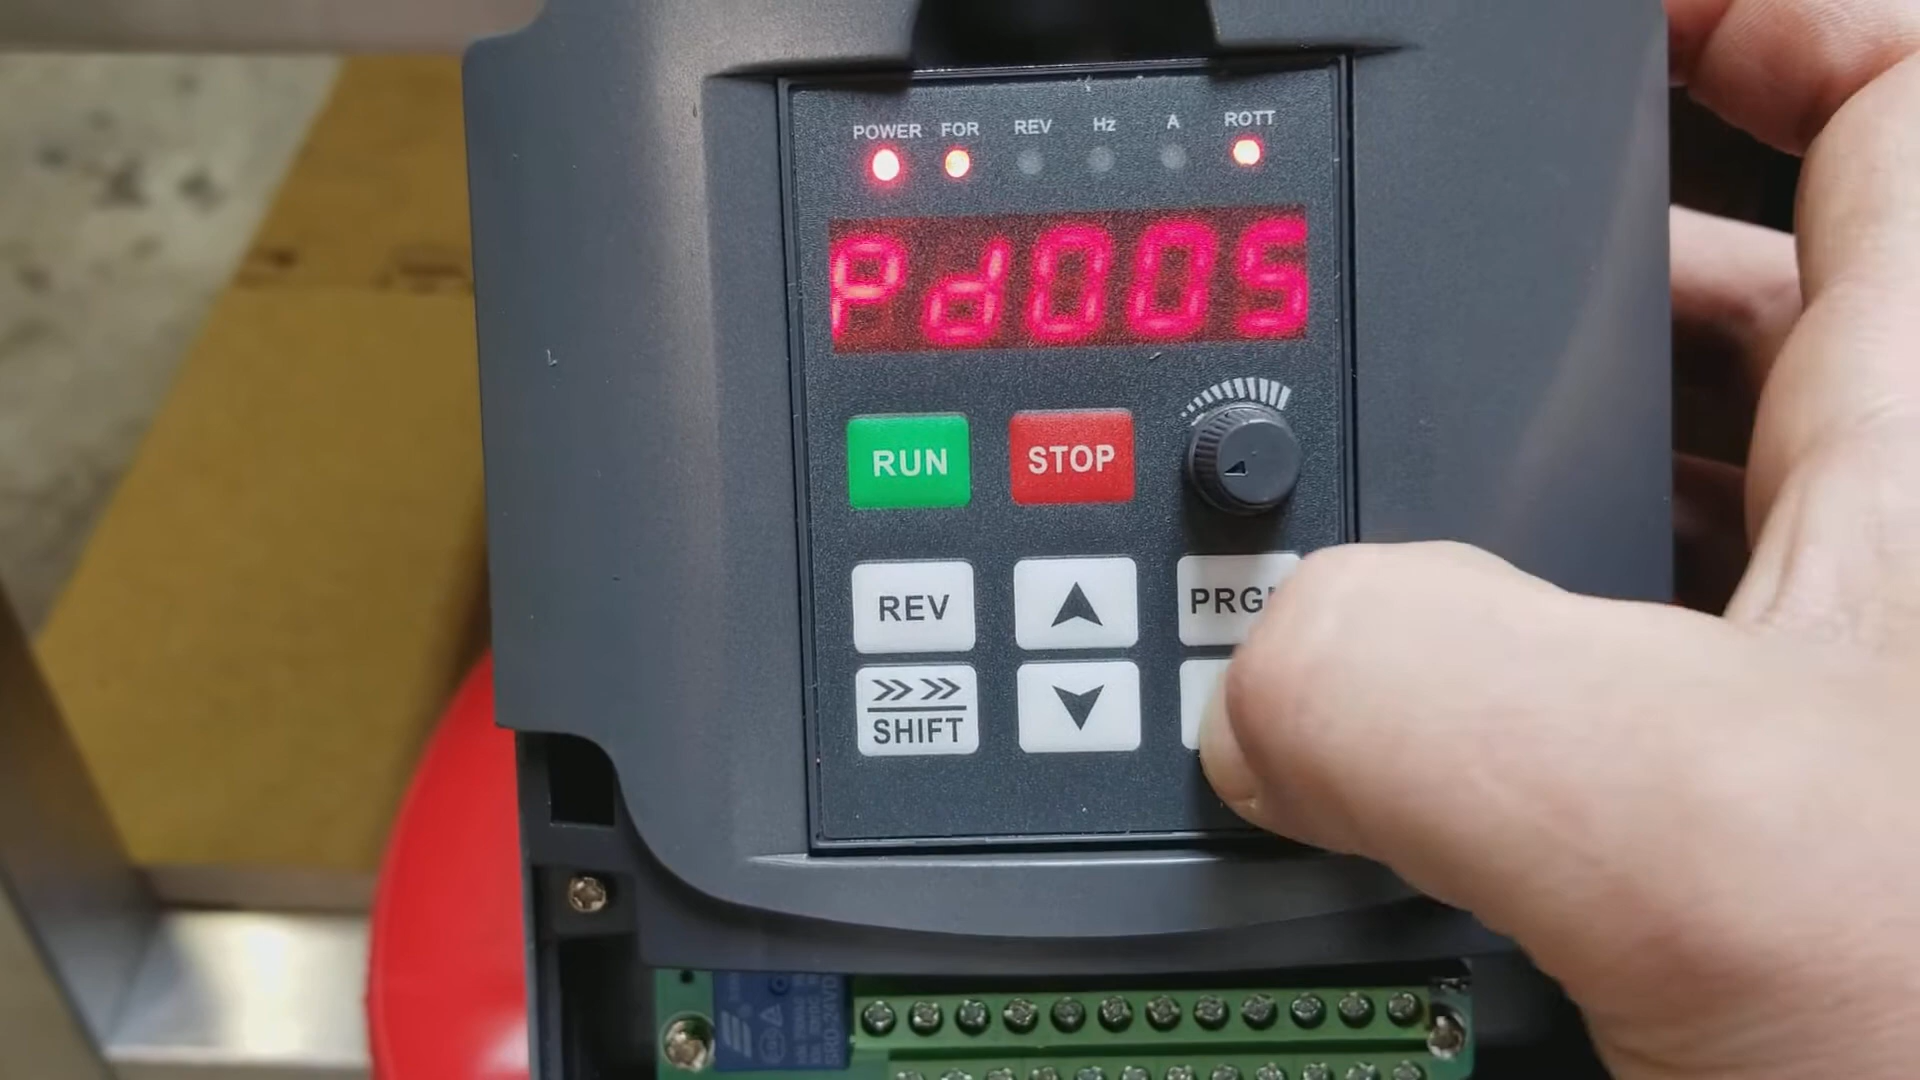 POWER FOR REV Hz A ROTT
Pd005
RUN STOP
REV PRG
SHIFT